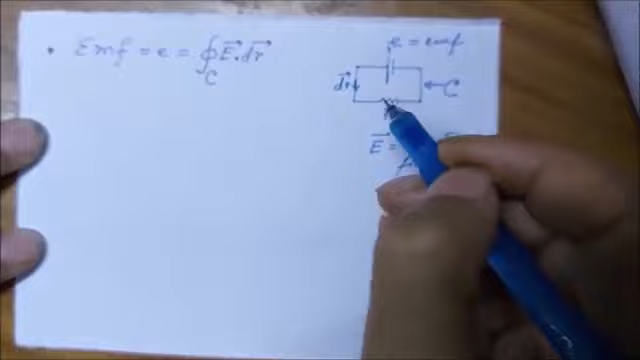 • Emf = e = ∮ E⃗.dr⃗
C
e = emf
dr⃗
C
E⃗ =